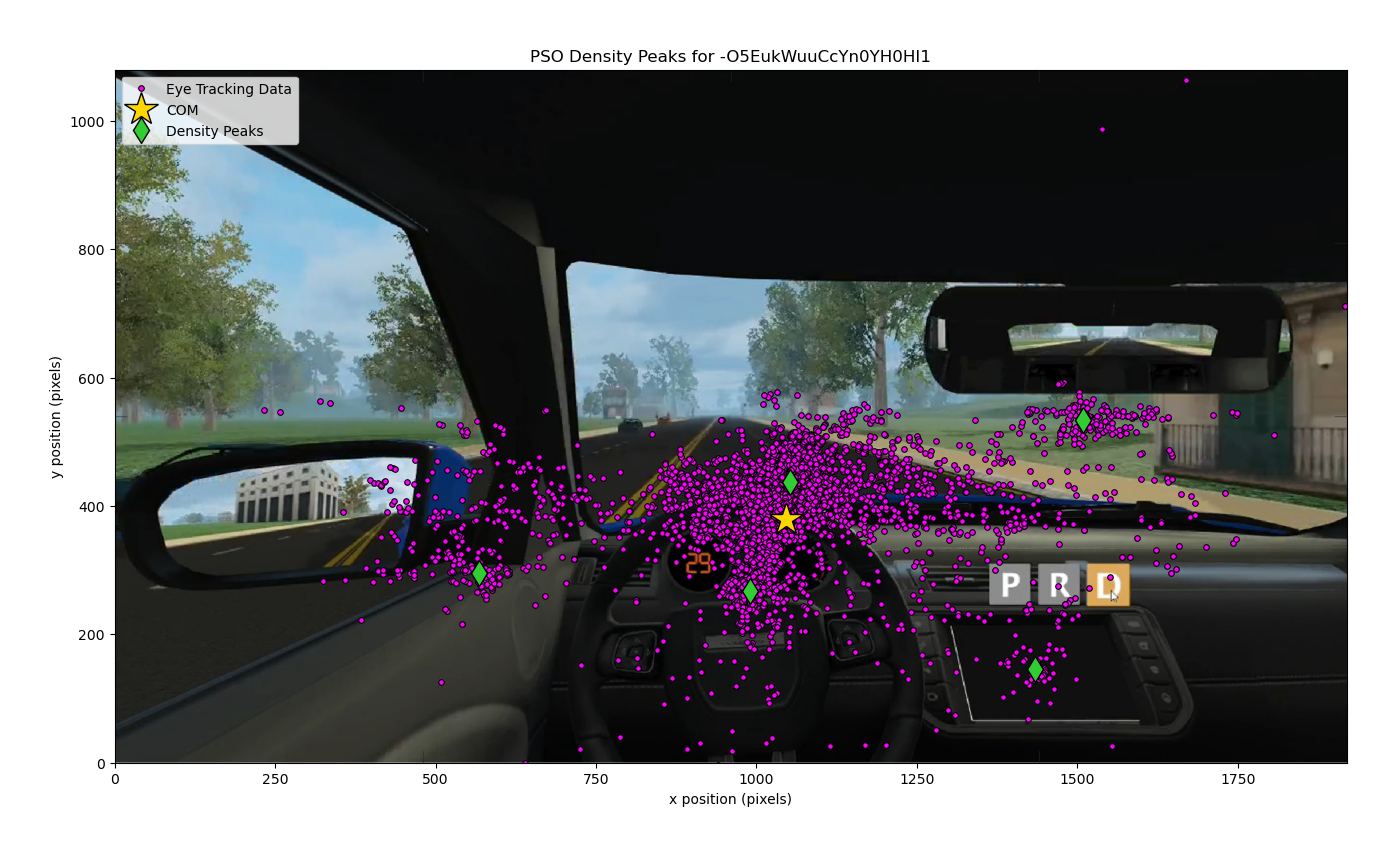 PSO Density Peaks for -O5EukWuuCcYn0YH0HI1
Eye Tracking Data
COM
Density Peaks
1000
800
600
400
200
0
y position (pixels)
29
P R D
0 250 500 750 1000 1250 1500 1750
x position (pixels)